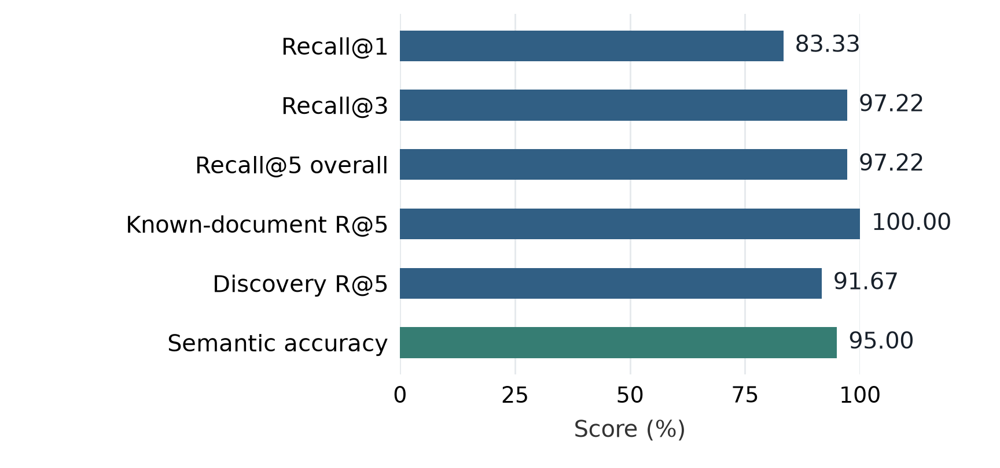 Recall@1 83.33
Recall@3 97.22
Recall@5 overall 97.22
Known-document R@5 100.00
Discovery R@5 91.67
Semantic accuracy 95.00
0 25 50 75 100
Score (%)